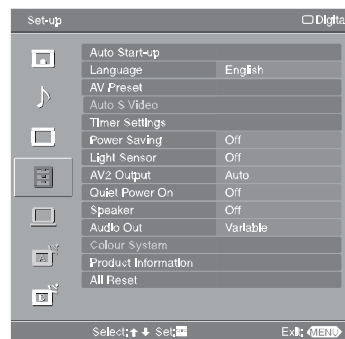 Set-up Digita
Auto Start-up
Language English
AV Preset
Auto S Video
Timer Settings
Power Saving Off
Light Sensor Off
AV2 Output Auto
Quiet Power On Off
Speaker Off
Audio Out Variable
Colour System
Product Information
All Reset
Select: Set: Exit: MENU